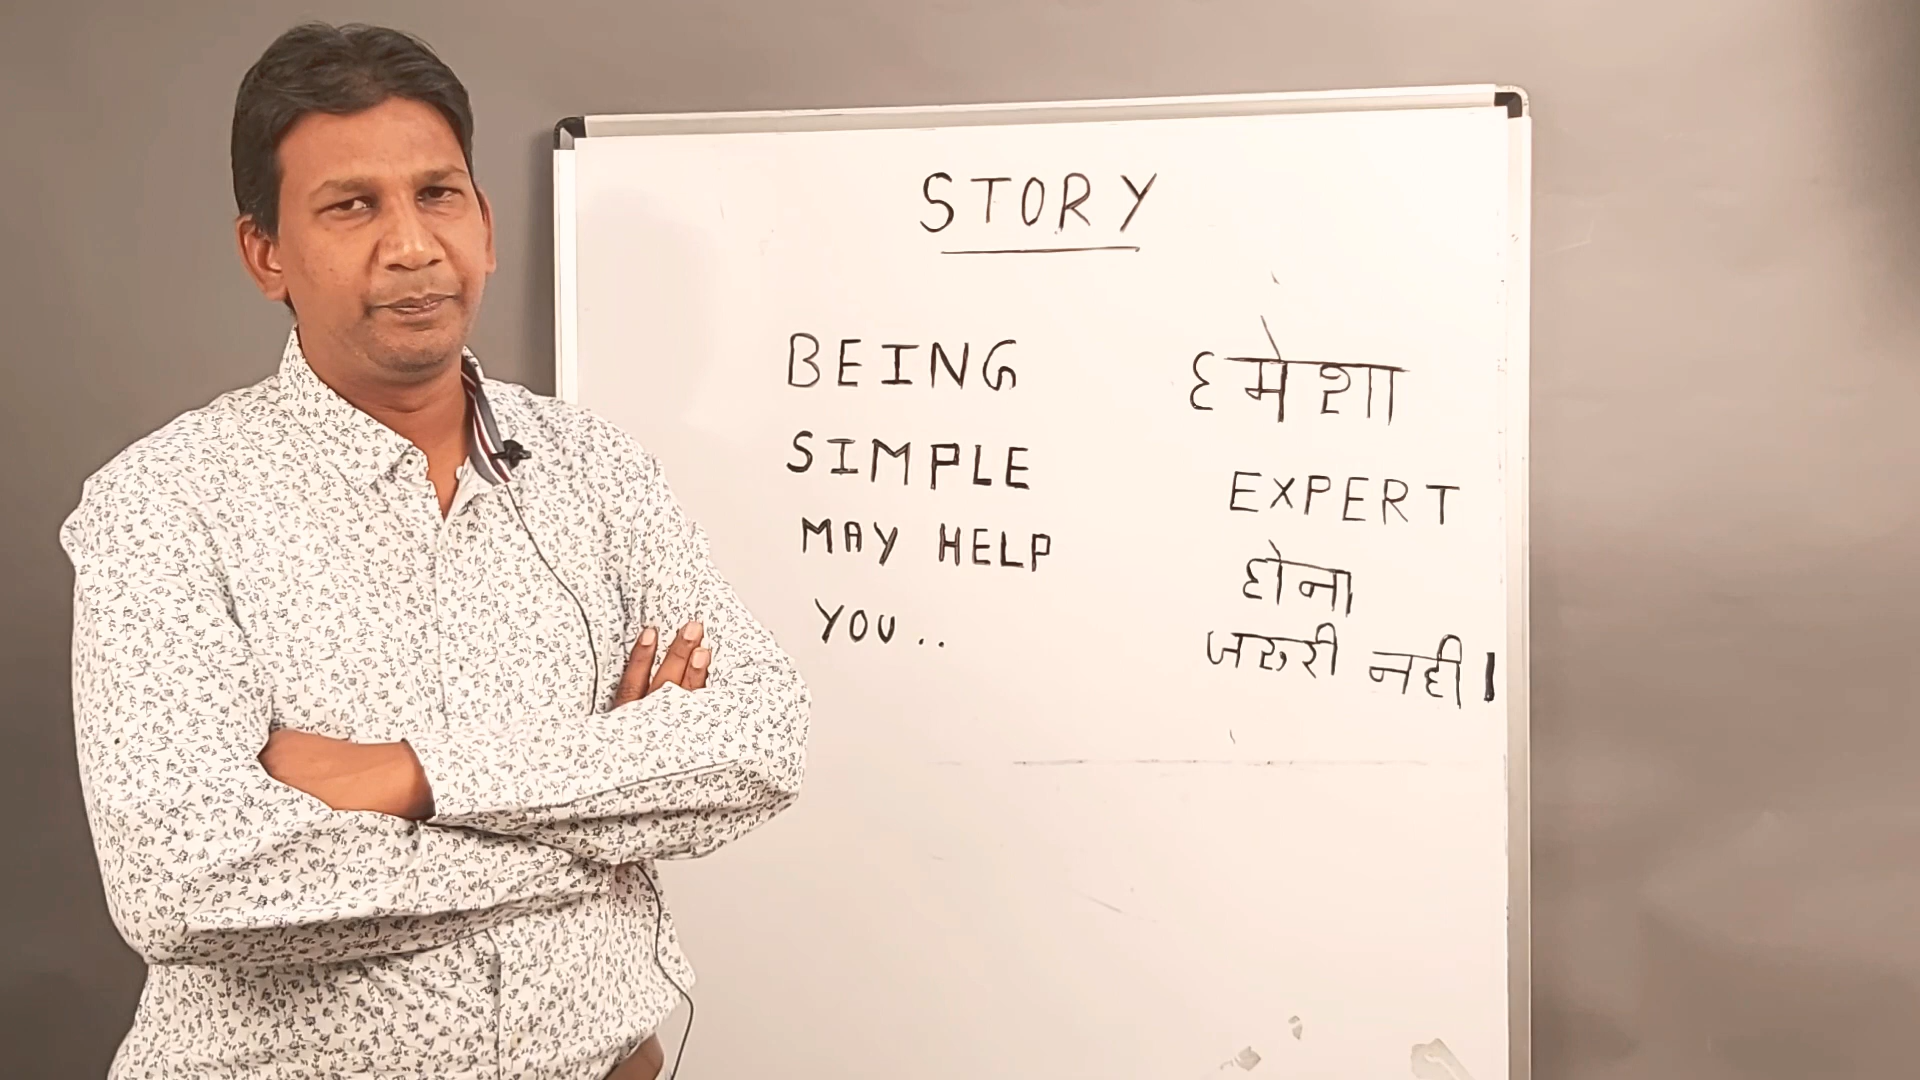 STORY
BEING
SIMPLE
MAY HELP
YOU..
हमेशा
EXPERT
होना
जरुरी नही।